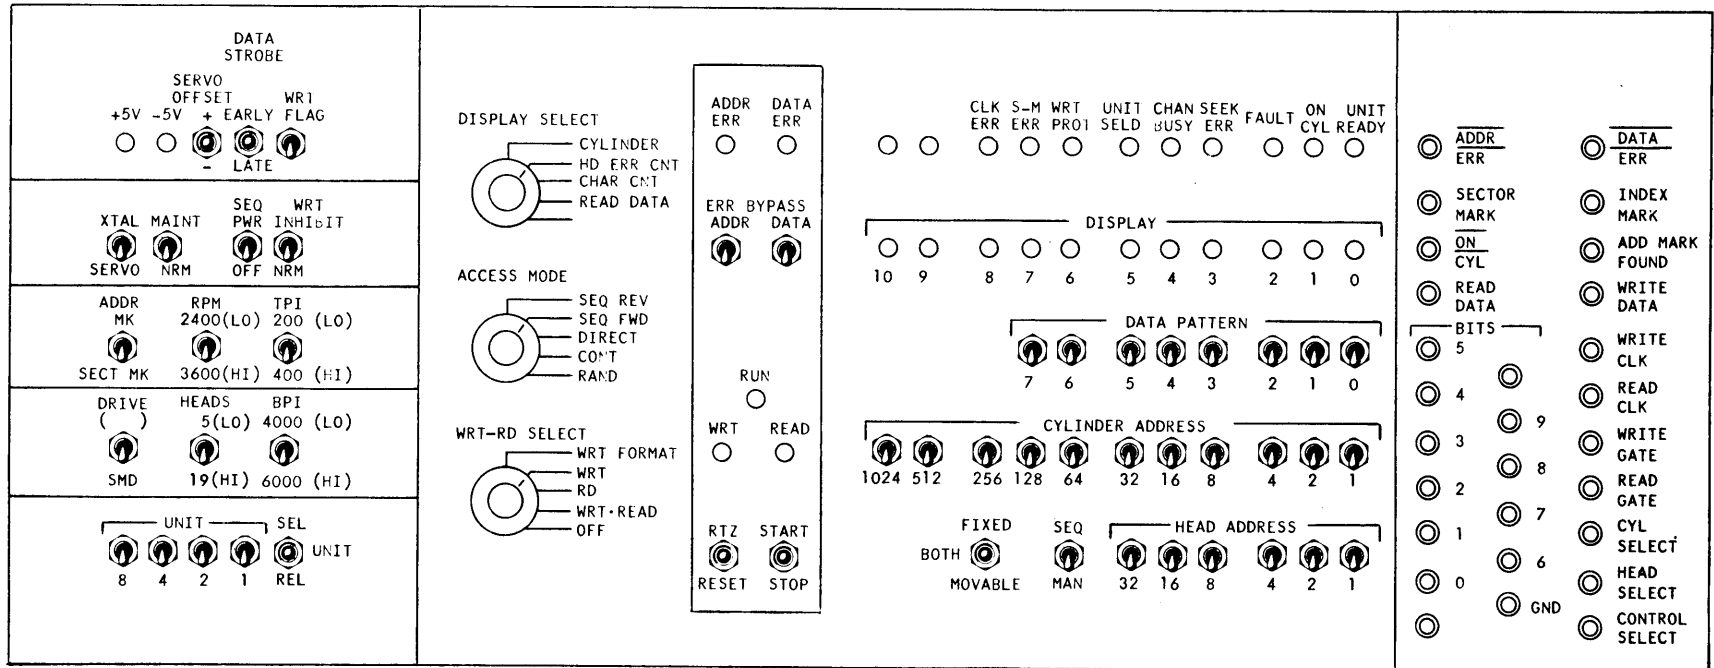 DATA
STROBE
SERVO
OFFSET WRT
+5V -5V + EARLY FLAG
- LATE
SEQ WRT
XTAL MAINT PWR INHIBIT
SERVO NRM OFF NRM
ADDR RPM TPI
MK 2400(LO) 200 (LO)
SECT MK 3600(HI) 400 (HI)
DRIVE HEADS BPI
( ) 5(LO) 4000 (LO)
SMD 19(HI) 6000 (HI)
UNIT SEL
UNIT
8 4 2 1 REL
DISPLAY SELECT
CYLINDER
HD ERR CNT
CHAR CNT
READ DATA
ACCESS MODE
SEQ REV
SEQ FWD
DIRECT
CONT
RAND
WRT-RD SELECT
WRT FORMAT
WRT
RD
WRT·READ
OFF
ADDR DATA
ERR ERR
ERR BYPASS
ADDR DATA
RUN
WRT READ
RTZ START
RESET STOP
CLK S-M WRT UNIT CHAN SEEK FAULT ON UNIT
ERR ERR PROT SELD BUSY ERR CYL READY
DISPLAY
10 9 8 7 6 5 4 3 2 1 0
DATA PATTERN
7 6 5 4 3 2 1 0
CYLINDER ADDRESS
1024 512 256 128 64 32 16 8 4 2 1
FIXED SEQ HEAD ADDRESS
BOTH
MOVABLE MAN 32 16 8 4 2 1
ADDR
ERR
SECTOR
MARK
ON
CYL
READ
DATA
BITS
5
4
3
2
1
0
9
8
7
6
GND
DATA
ERR
INDEX
MARK
ADD MARK
FOUND
WRITE
DATA
WRITE
CLK
READ
CLK
WRITE
GATE
READ
GATE
CYL
SELECT
HEAD
SELECT
CONTROL
SELECT